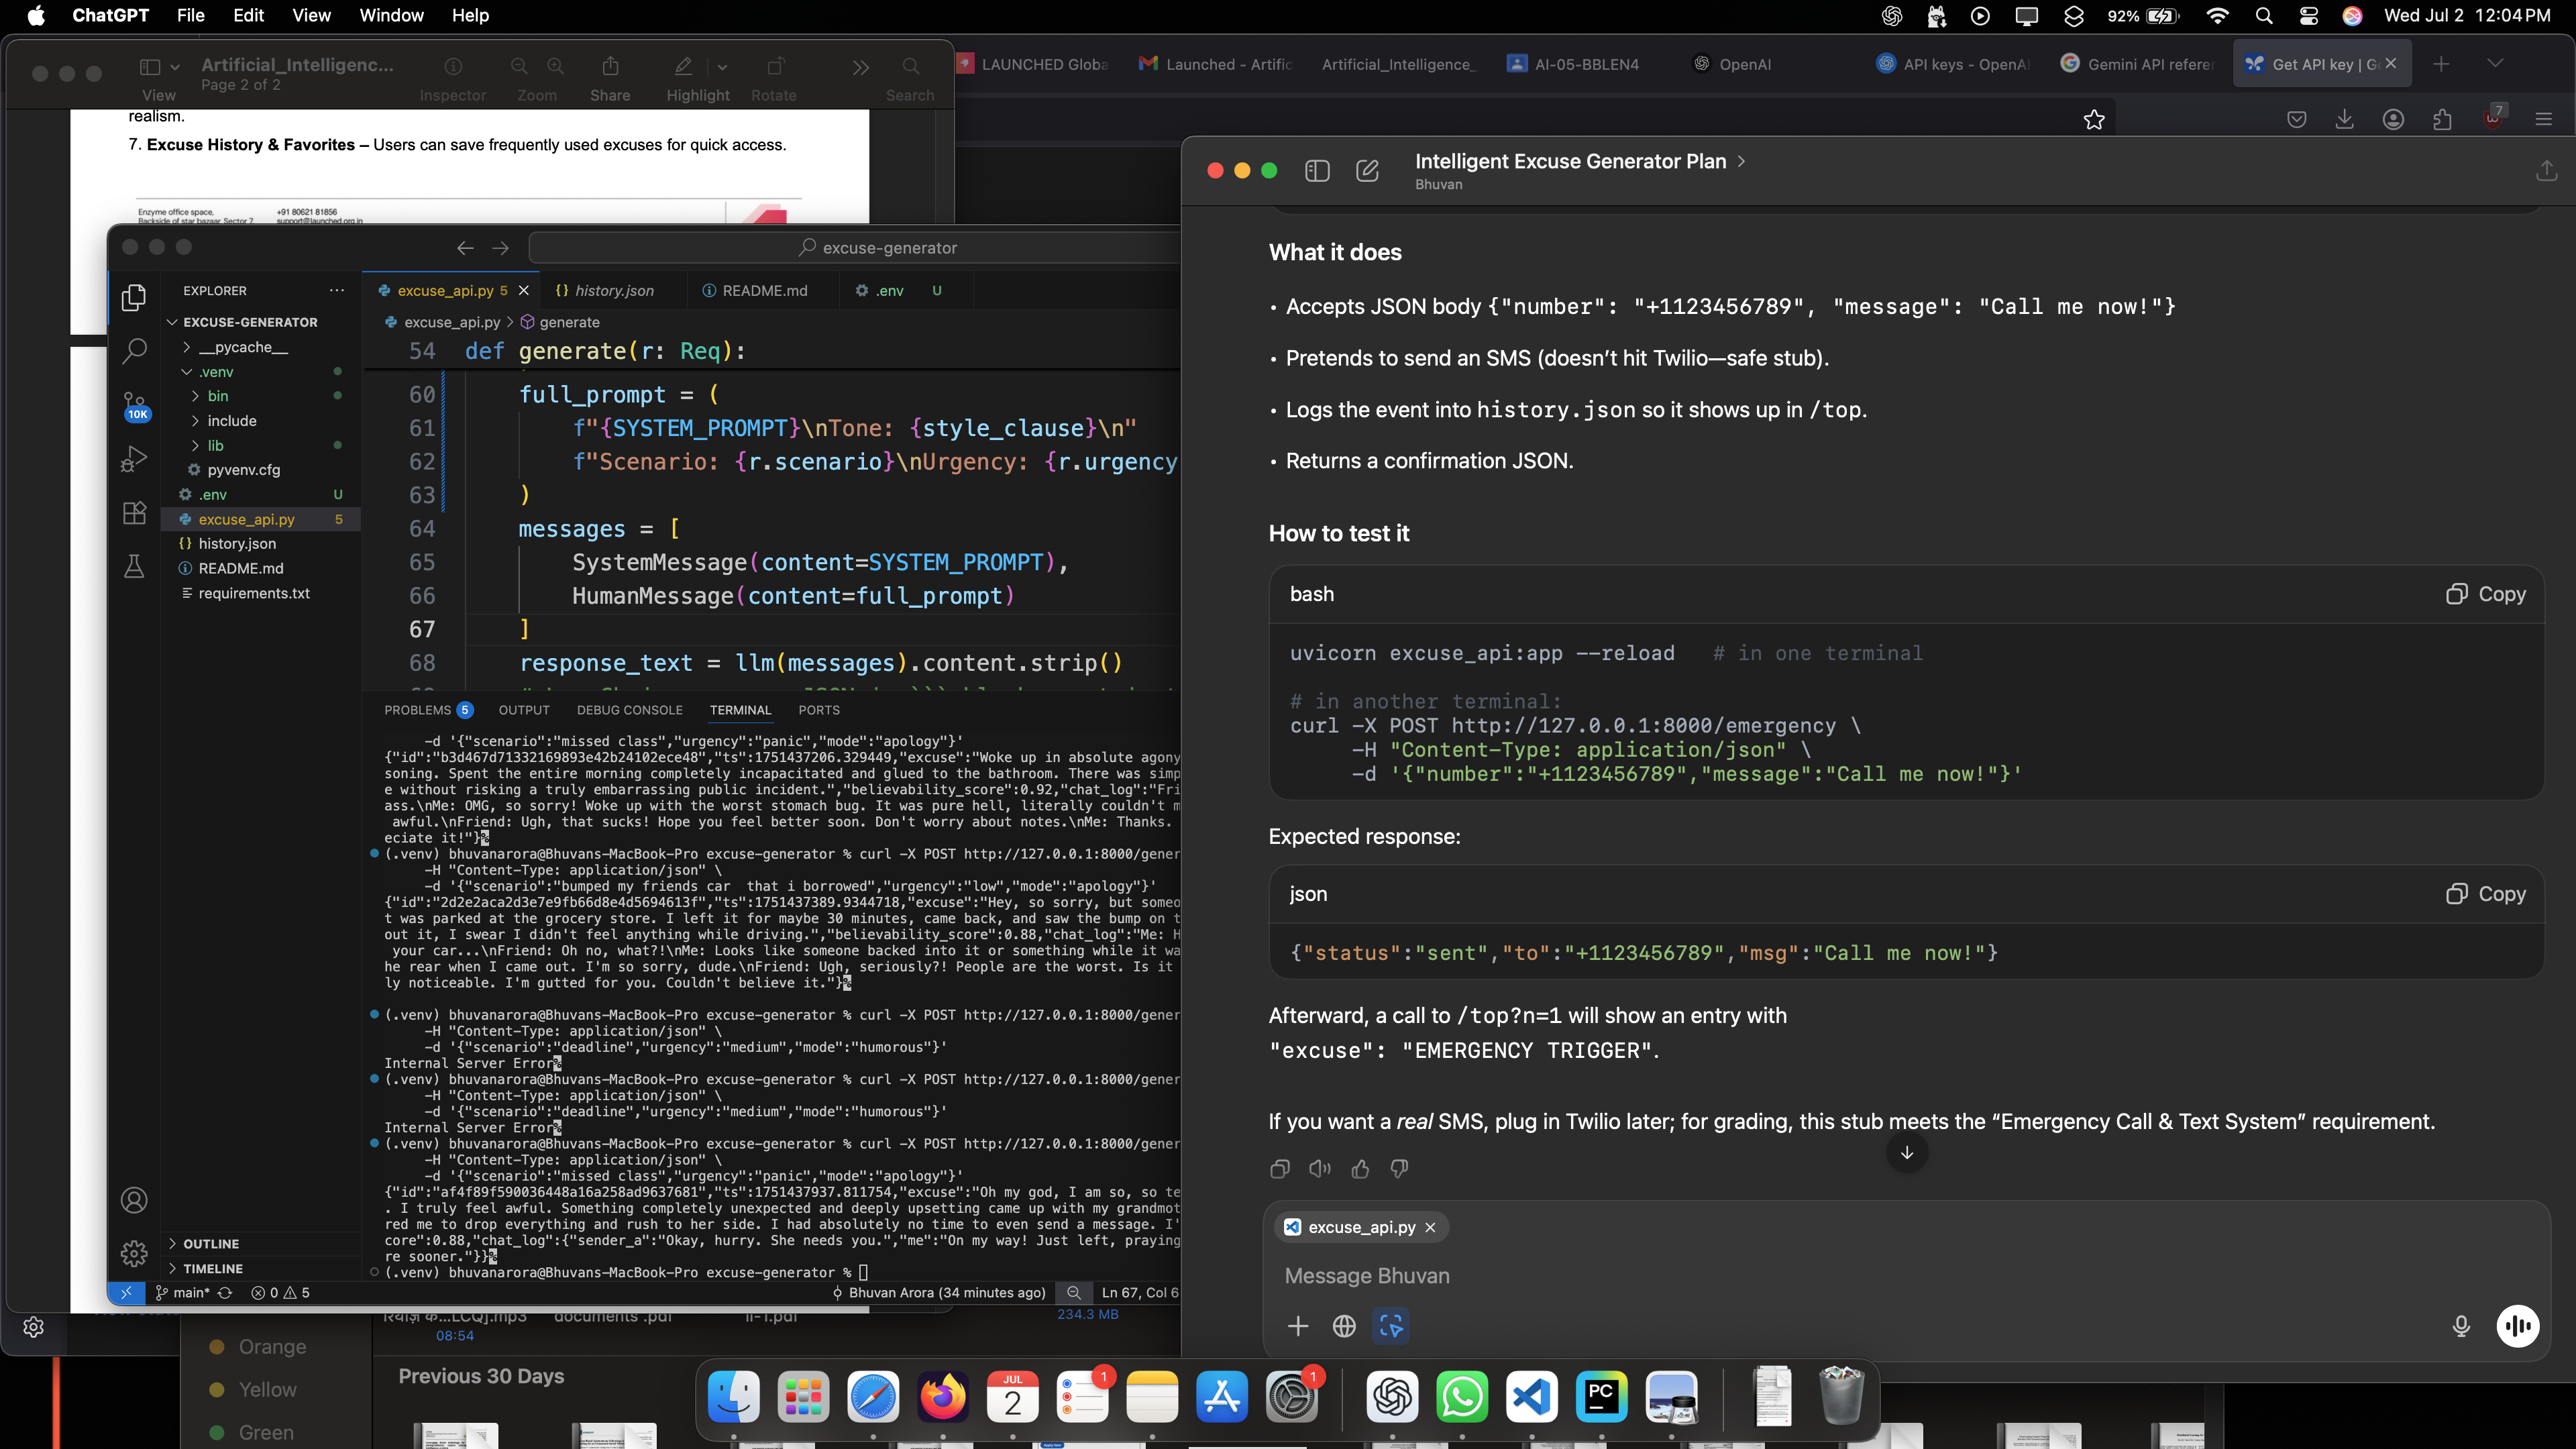 ChatGPT File Edit View Window Help
92% Wed Jul 2 12:04 PM
Artificial_Intelligenc...
Page 2 of 2
View Inspector Zoom Share Highlight Rotate Search
LAUNCHED Globa
Launched - Artific
Artificial_Intelligence_
AI-05-BBLEN4
OpenAI
API keys - OpenAI
Gemini API referen
Get API key | G
7
realism.
7. Excuse History & Favorites – Users can save frequently used excuses for quick access.
Enzyme office space, +91 80621 81856
Backside of star bazaar, Sector 7 support@launched.org.in
excuse-generator
EXPLORER
EXCUSE-GENERATOR
__pycache__
.venv
bin
include
lib
pyvenv.cfg
.env U
excuse_api.py 5
history.json
README.md
requirements.txt
10K
OUTLINE
TIMELINE
excuse_api.py 5 history.json README.md .env U
excuse_api.py > generate
54 def generate(r: Req):
60 full_prompt = (
61 f"{SYSTEM_PROMPT}\nTone: {style_clause}\n"
62 f"Scenario: {r.scenario}\nUrgency: {r.urgency
63 )
64 messages = [
65 SystemMessage(content=SYSTEM_PROMPT),
66 HumanMessage(content=full_prompt)
67 ]
68 response_text = llm(messages).content.strip()
PROBLEMS 5 OUTPUT DEBUG CONSOLE TERMINAL PORTS
-d '{"scenario":"missed class","urgency":"panic","mode":"apology"}'
{"id":"b3d467d71332169893e42b24102ece48","ts":1751437206.329449,"excuse":"Woke up in absolute agony
soning. Spent the entire morning completely incapacitated and glued to the bathroom. There was simp
e without risking a truly embarrassing public incident.","believability_score":0.92,"chat_log":"Fri
ass.\nMe: OMG, so sorry! Woke up with the worst stomach bug. It was pure hell, literally couldn't m
awful.\nFriend: Ugh, that sucks! Hope you feel better soon. Don't worry about notes.\nMe: Thanks.
eciate it!"}%
(.venv) bhuvanarora@Bhuvans-MacBook-Pro excuse-generator % curl -X POST http://127.0.0.1:8000/gener
-H "Content-Type: application/json" \
-d '{"scenario":"bumped my friends car  that i borrowed","urgency":"low","mode":"apology"}'
{"id":"2d2e2aca2d3e7e9fb66d8e4d5694613f","ts":1751437389.9344718,"excuse":"Hey, so sorry, but someo
t was parked at the grocery store. I left it for maybe 30 minutes, came back, and saw the bump on t
out it, I swear I didn't feel anything while driving.","believability_score":0.88,"chat_log":"Me: H
your car...\nFriend: Oh no, what?!\nMe: Looks like someone backed into it or something while it wa
he rear when I came out. I'm so sorry, dude.\nFriend: Ugh, seriously?! People are the worst. Is it
ly noticeable. I'm gutted for you. Couldn't believe it."}%
(.venv) bhuvanarora@Bhuvans-MacBook-Pro excuse-generator % curl -X POST http://127.0.0.1:8000/gener
-H "Content-Type: application/json" \
-d '{"scenario":"deadline","urgency":"medium","mode":"humorous"}'
Internal Server Error%
(.venv) bhuvanarora@Bhuvans-MacBook-Pro excuse-generator % curl -X POST http://127.0.0.1:8000/gener
-H "Content-Type: application/json" \
-d '{"scenario":"deadline","urgency":"medium","mode":"humorous"}'
Internal Server Error%
(.venv) bhuvanarora@Bhuvans-MacBook-Pro excuse-generator % curl -X POST http://127.0.0.1:8000/gener
-H "Content-Type: application/json" \
-d '{"scenario":"missed class","urgency":"panic","mode":"apology"}'
{"id":"af4f89f590036448a16a258ad9637681","ts":1751437937.811754,"excuse":"Oh my god, I am so, so te
. I truly feel awful. Something completely unexpected and deeply upsetting came up with my grandmot
red me to drop everything and rush to her side. I had absolutely no time to even send a message. I'
core":0.88,"chat_log":{"sender_a":"Okay, hurry. She needs you.","me":"On my way! Just left, praying
re sooner."}}%
(.venv) bhuvanarora@Bhuvans-MacBook-Pro excuse-generator %
main* 0 5 Bhuvan Arora (34 minutes ago) Ln 67, Col 6
Intelligent Excuse Generator Plan
Bhuvan
What it does
• Accepts JSON body {"number": "+1123456789", "message": "Call me now!"}
• Pretends to send an SMS (doesn't hit Twilio—safe stub).
• Logs the event into history.json so it shows up in /top.
• Returns a confirmation JSON.
How to test it
bash Copy
uvicorn excuse_api:app --reload # in one terminal
# in another terminal:
curl -X POST http://127.0.0.1:8000/emergency \
-H "Content-Type: application/json" \
-d '{"number":"+1123456789","message":"Call me now!"}'
Expected response:
json Copy
{"status":"sent","to":"+1123456789","msg":"Call me now!"}
Afterward, a call to /top?n=1 will show an entry with
"excuse": "EMERGENCY TRIGGER".
If you want a real SMS, plug in Twilio later; for grading, this stub meets the “Emergency Call & Text System” requirement.
excuse_api.py
Message Bhuvan
08:54
234.3 MB
Orange
Yellow
Green
Previous 30 Days
JUL
2
1
1
PC